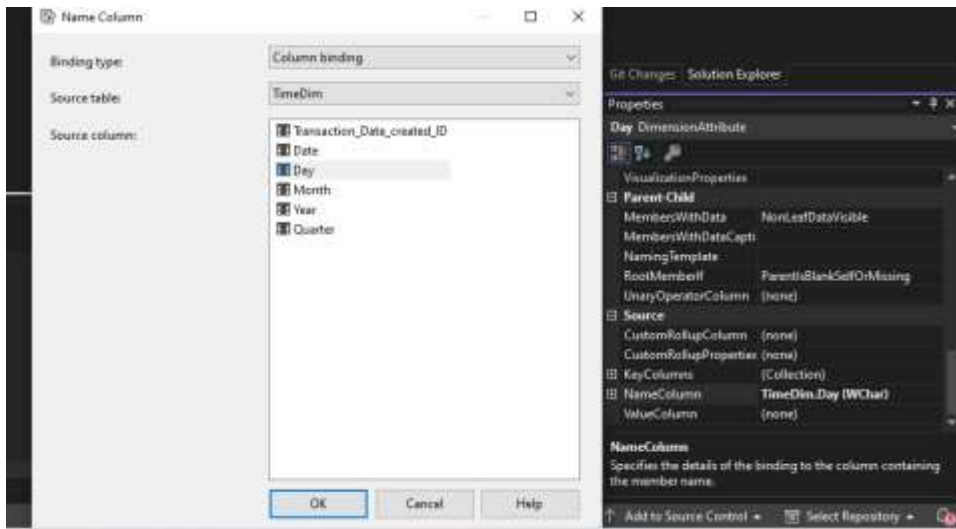 Name Column
Binding type:
Column binding
Source table:
TimeDim
Source column:
Transaction_Date_created_ID
Date
Day
Month
Year
Quarter
OK
Cancel
Help
Git Changes Solution Explorer
Properties
Day DimensionAttribute
VisualizationProperties
Parent-Child
MembersWithData NonLeafDataVisible
MembersWithDataCapti
NamingTemplate
RootMemberIf ParentIsBlankSelfOrMissing
UnaryOperatorColumn (none)
Source
CustomRollupColumn (none)
CustomRollupProperties (none)
KeyColumns (Collection)
NameColumn TimeDim.Day (WChar)
ValueColumn (none)
NameColumn
Specifies the details of the binding to the column containing
the member name.
Add to Source Control
Select Repository